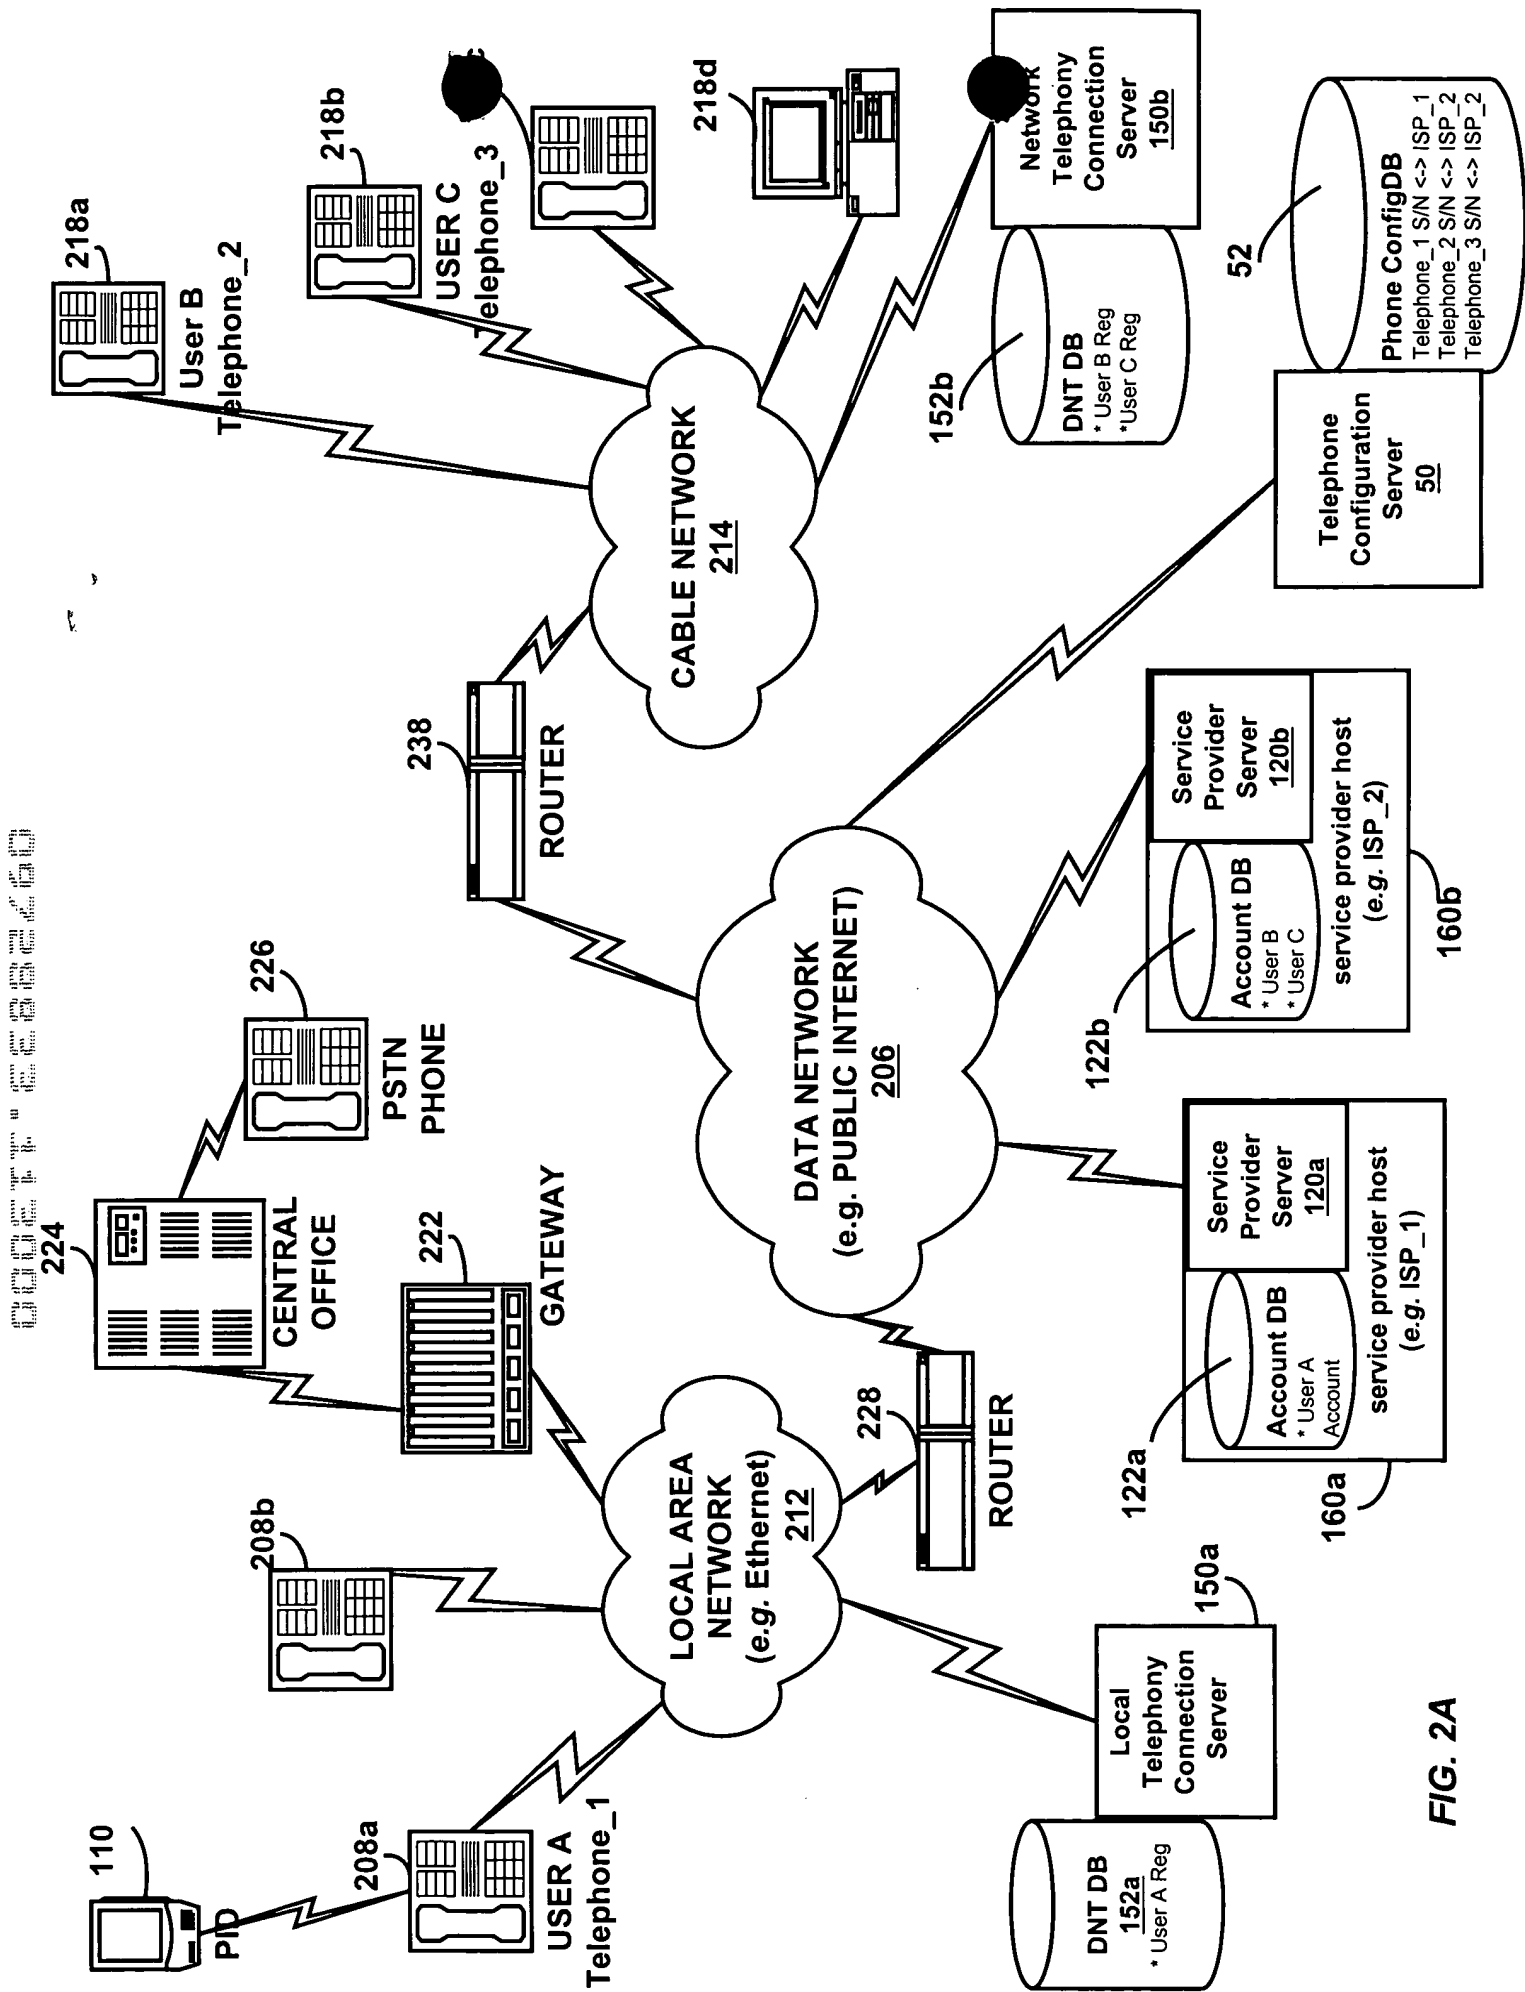 110
PID
208a
USER A
Telephone_1
208b
224
CENTRAL
OFFICE
226
PSTN
PHONE
222
GATEWAY
LOCAL AREA
NETWORK
(e.g. Ethernet)
212
228
ROUTER
238
ROUTER
218a
User B
Telephone_2
218b
USER C
Telephone_3
218d
CABLE NETWORK
214
DATA NETWORK
(e.g. PUBLIC INTERNET)
206
DNT DB
152a
* User A Reg
Local
Telephony
Connection
Server
150a
122a
Account DB
* User A
Account
Service
Provider
Server
120a
service provider host
(e.g. ISP_1)
160a
122b
Account DB
* User B
* User C
Service
Provider
Server
120b
service provider host
(e.g. ISP_2)
160b
152b
DNT DB
* User B Reg
*User C Reg
Network
Telephony
Connection
Server
150b
Telephone
Configuration
Server
50
52
Phone ConfigDB
Telephone_1 S/N <-> ISP_1
Telephone_2 S/N <-> ISP_2
Telephone_3 S/N <-> ISP_2
FIG. 2A